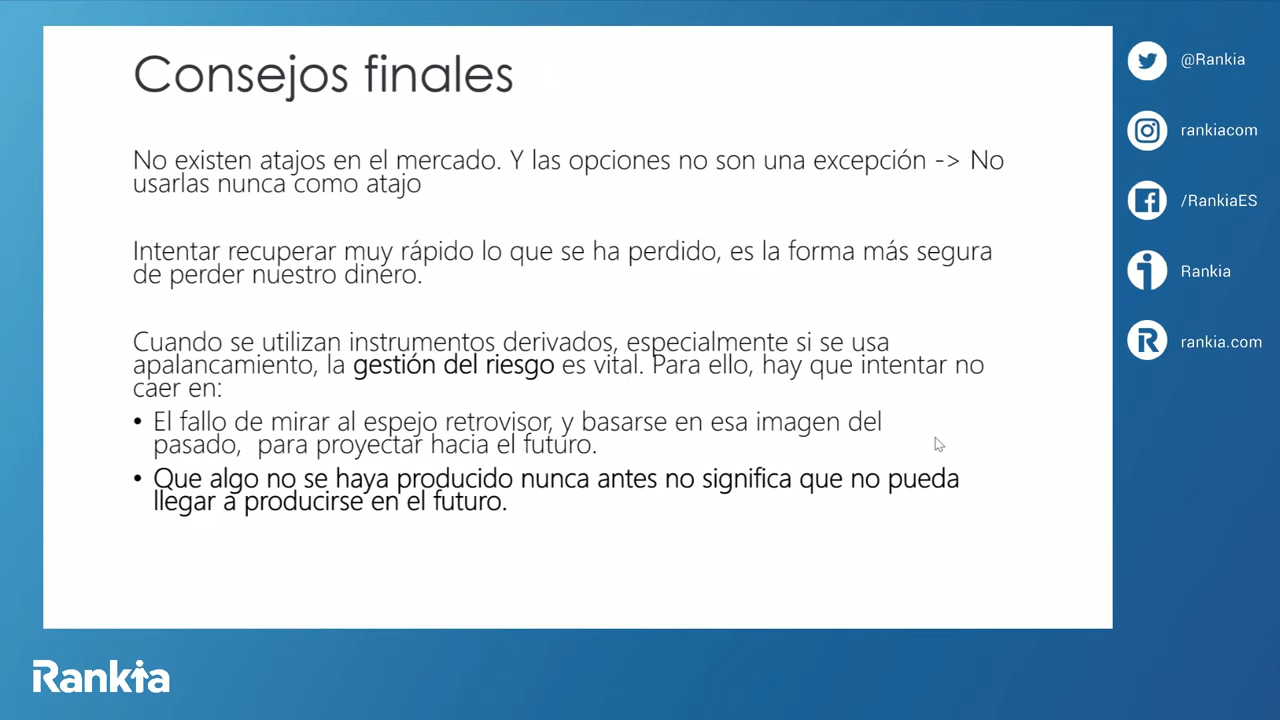 Consejos finales
No existen atajos en el mercado. Y las opciones no son una excepción -> No
usarlas nunca como atajo
Intentar recuperar muy rápido lo que se ha perdido, es la forma más segura
de perder nuestro dinero.
Cuando se utilizan instrumentos derivados, especialmente si se usa
apalancamiento, la gestión del riesgo es vital. Para ello, hay que intentar no
caer en:
• El fallo de mirar al espejo retrovisor, y basarse en esa imagen del
pasado,  para proyectar hacia el futuro.
• Que algo no se haya producido nunca antes no significa que no pueda
llegar a producirse en el futuro.
@Rankia
rankiacom
/RankiaES
Rankia
rankia.com
Rankia